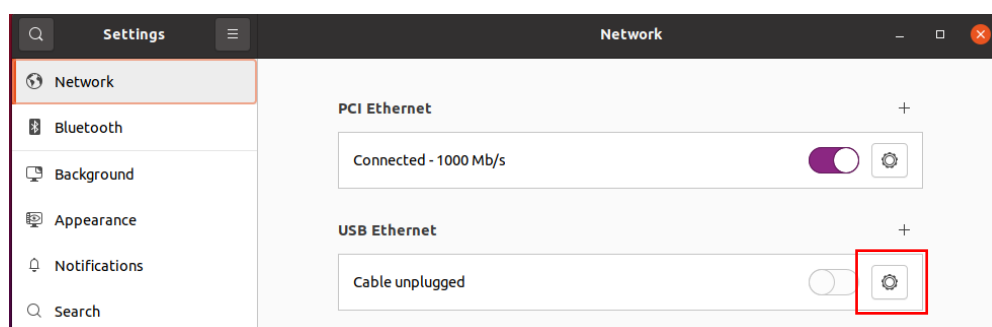 Settings
Network
Network
Bluetooth
Background
Appearance
Notifications
Search
PCI Ethernet
Connected - 1000 Mb/s
USB Ethernet
Cable unplugged